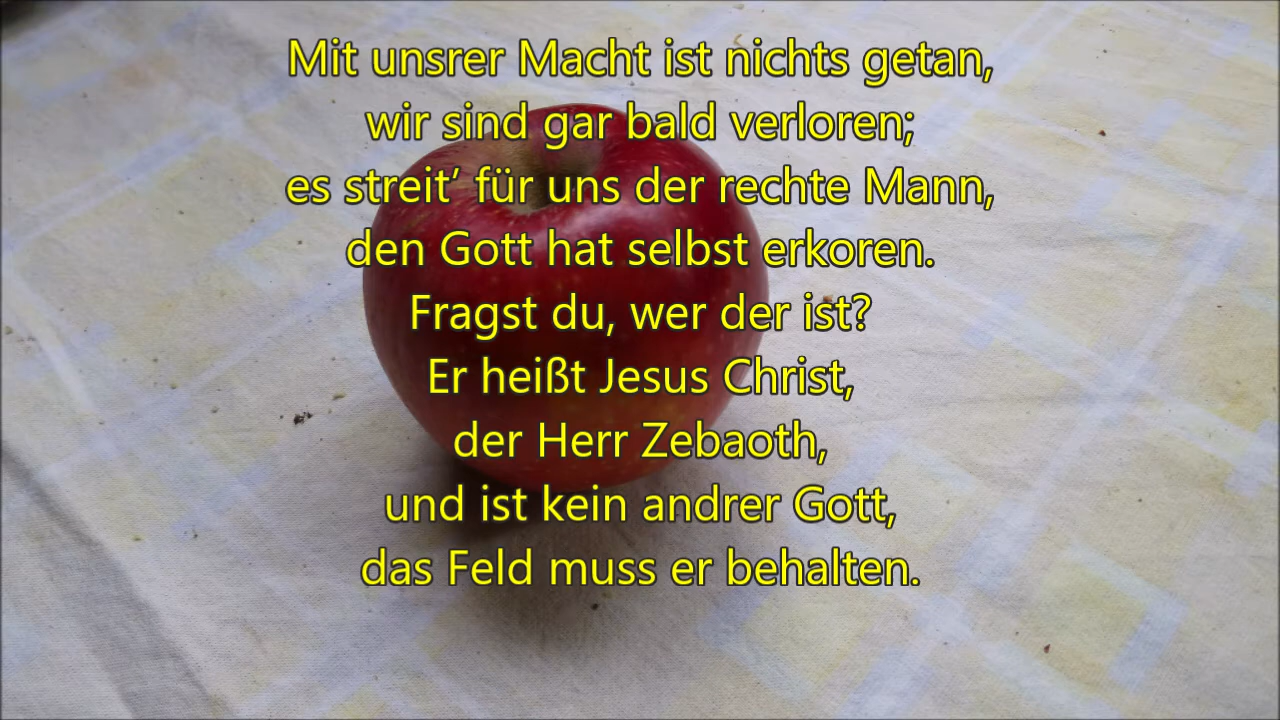 Mit unsrer Macht ist nichts getan,
wir sind gar bald verloren;
es streit’ für uns der rechte Mann,
den Gott hat selbst erkoren.
Fragst du, wer der ist?
Er heißt Jesus Christ,
der Herr Zebaoth,
und ist kein andrer Gott,
das Feld muss er behalten.